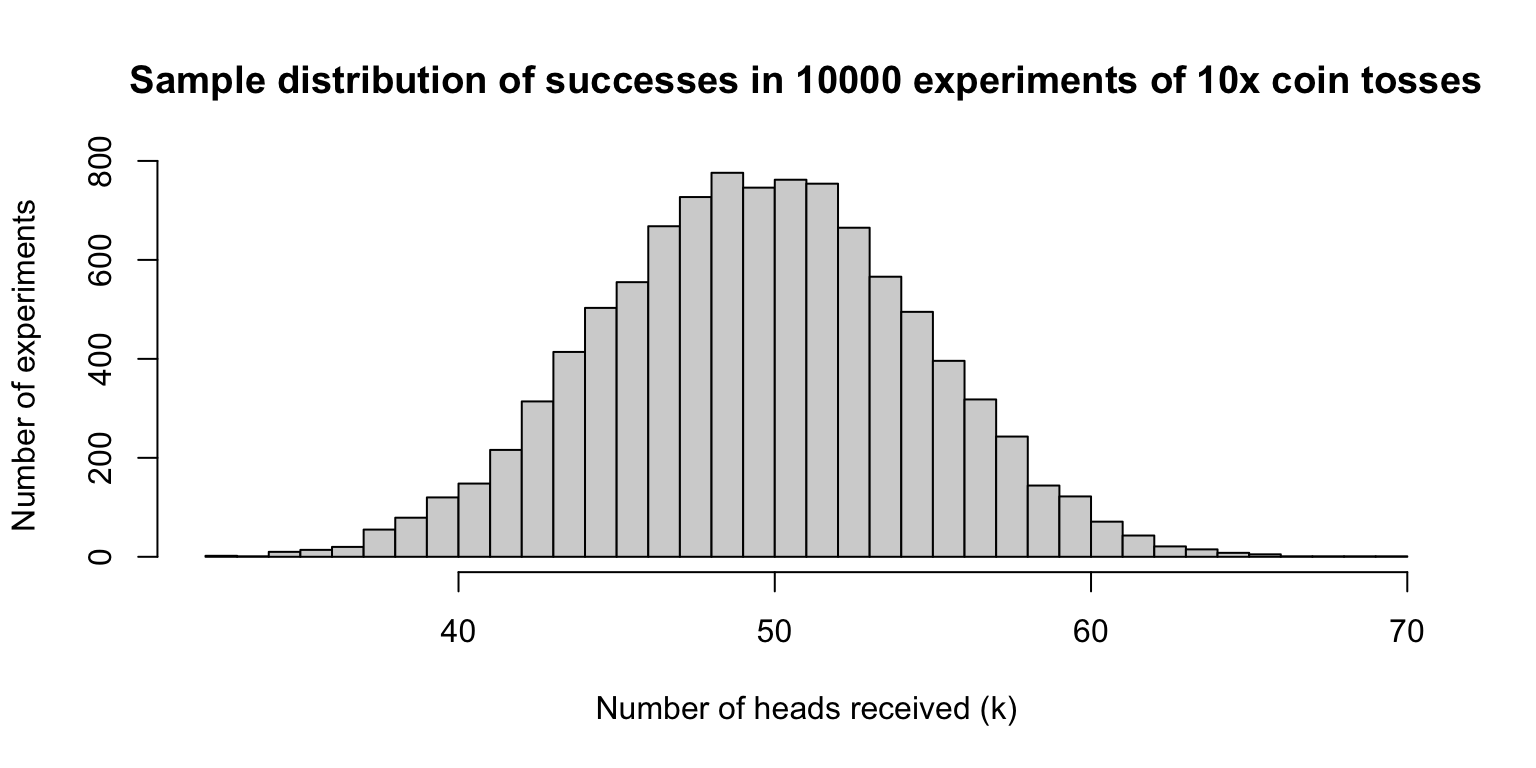 Sample distribution of successes in 10000 experiments of 10x coin tosses
Number of experiments
800
600
400
200
0
40 50 60 70
Number of heads received (k)